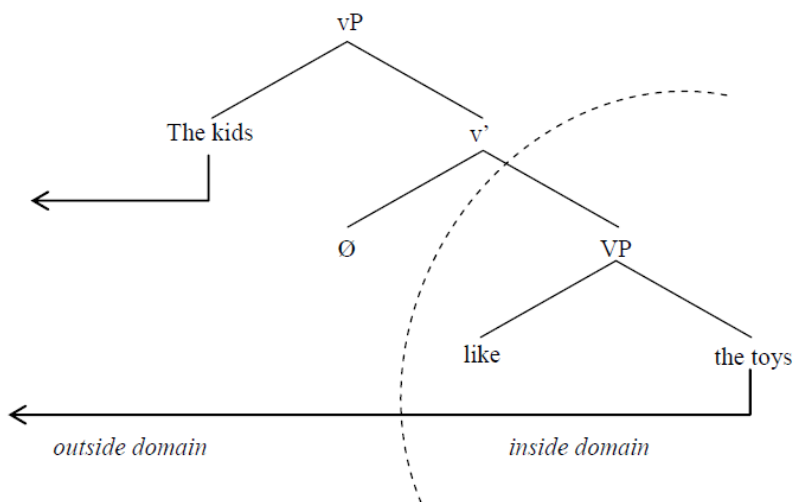 vP
The kids
v’
Ø
VP
like
the toys
outside domain
inside domain